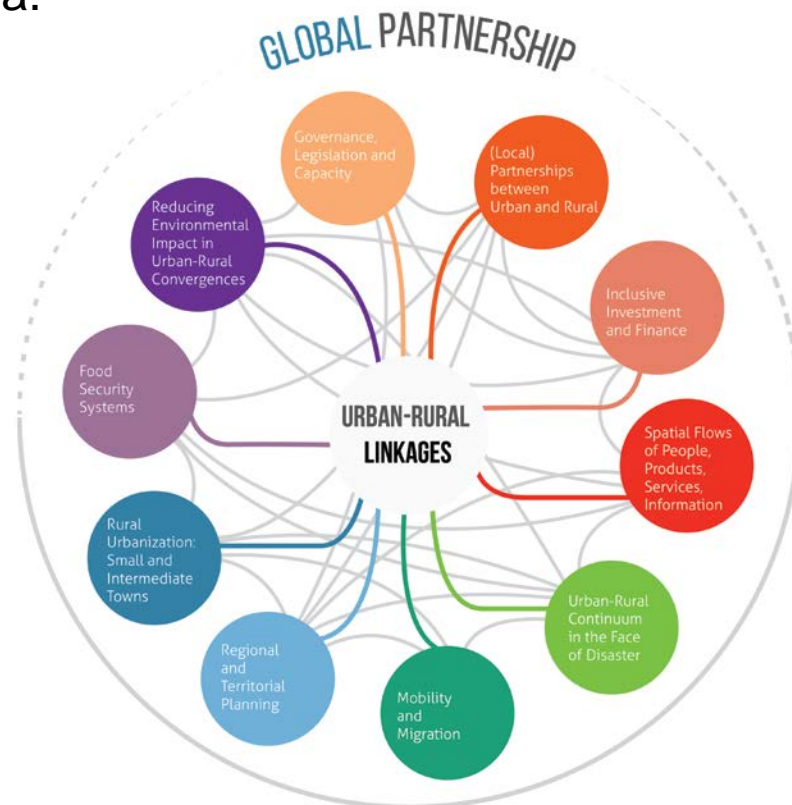 a.
GLOBAL PARTNERSHIP
Governance,
Legislation and
Capacity
(Local)
Partnerships
between
Urban and Rural
Reducing
Environmental
Impact in
Urban-Rural
Convergences
Inclusive
Investment
and Finance
Food
Security
Systems
URBAN-RURAL
LINKAGES
Spatial Flows
of People,
Products,
Services,
Information
Rural
Urbanization:
Small and
Intermediate
Towns
Urban-Rural
Continuum
in the Face
of Disaster
Regional
and
Territorial
Planning
Mobility
and
Migration